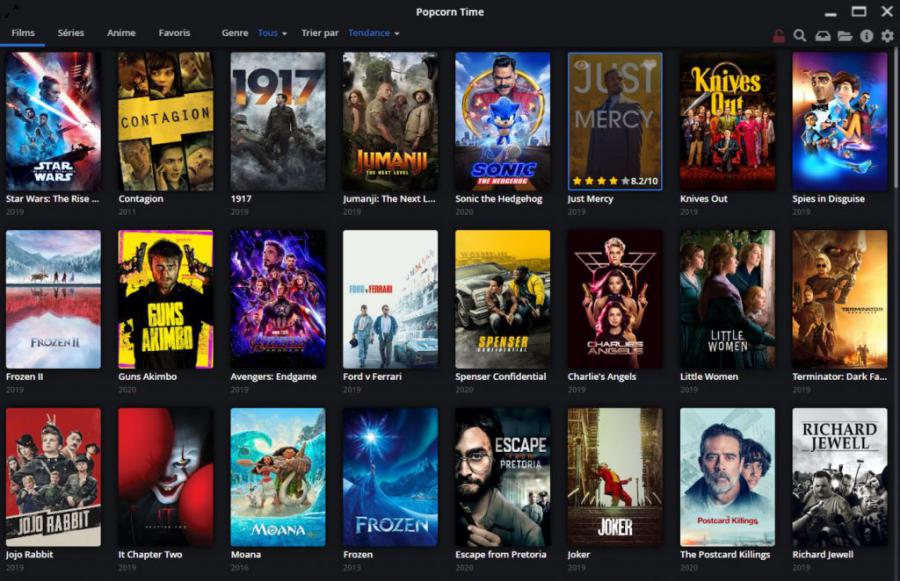 Popcorn Time
Films Séries Anime Favoris Genre Tous Trier par Tendance
STAR WARS
CONTAGION
1917
JUMANJI
THE NEXT LEVEL
SONIC
THE HEDGEHOG
JUST
MERCY
8.2/10
Knives Out
Star Wars: The Rise ...
Contagion
1917
Jumanji: The Next L...
Sonic the Hedgehog
Just Mercy
Knives Out
Spies in Disguise
2019
2011
2019
2019
2020
2019
2019
2019
FROZEN II
GUNS AKIMBO
AVENGERS
ENDGAME
FORD v FERRARI
SPENSER
CONFIDENTIAL
CHARLIE'S
ANGELS
LITTLE
WOMEN
TERMINATOR
DARK FATE
Frozen II
Guns Akimbo
Avengers: Endgame
Ford v Ferrari
Spenser Confidential
Charlie's Angels
Little Women
Terminator: Dark Fa...
2019
2020
2019
2019
2020
2019
2019
2019
JOJO RABBIT
IT
CHAPTER TWO
MOANA
FROZEN
ESCAPE
FROM
PRETORIA
JOKER
Postcard Killings
RICHARD
JEWELL
Jojo Rabbit
It Chapter Two
Moana
Frozen
Escape from Pretoria
Joker
The Postcard Killings
Richard Jewell
2019
2019
2016
2013
2020
2019
2020
2019